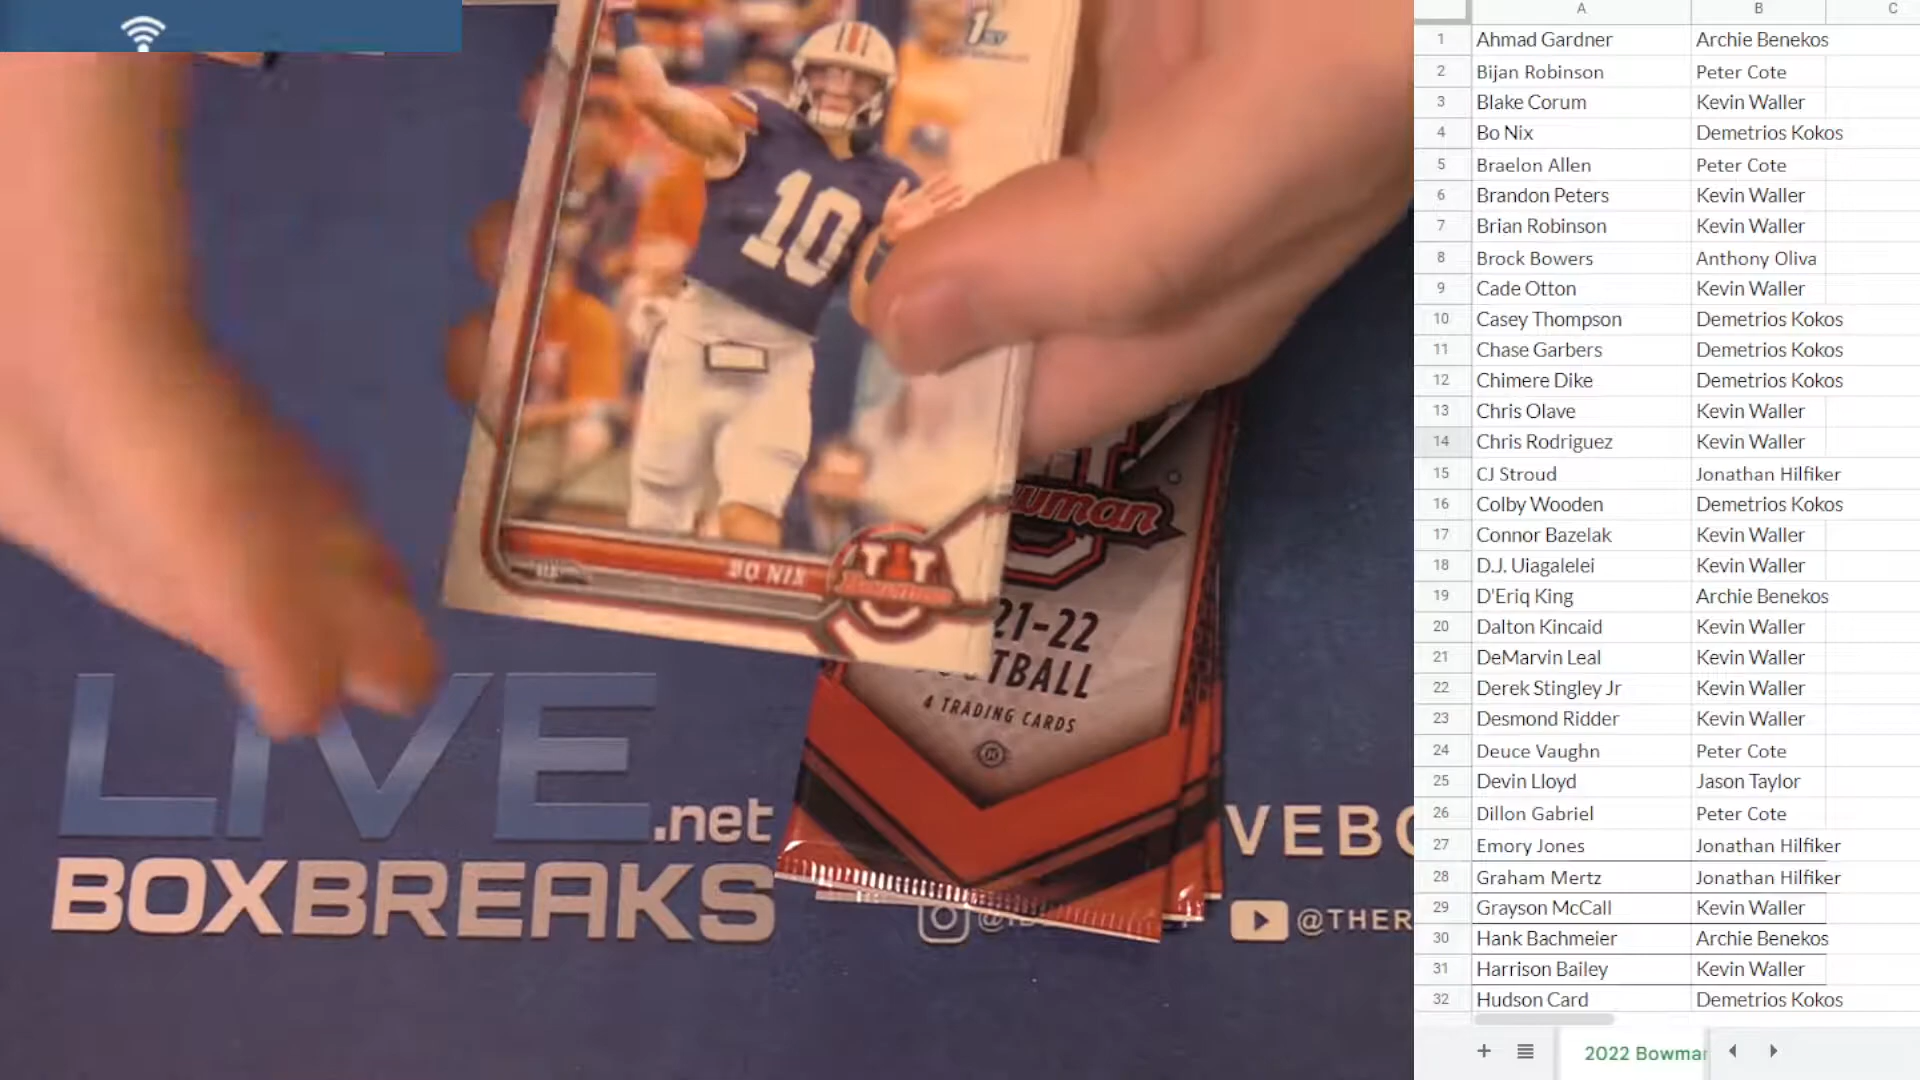 1ST
10
BO NIX
U
Bowman
21-22
TBALL
4 TRADING CARDS
LIVE
.net
BOXBREAKS
VEBO
@THER
A B C
1 Ahmad Gardner Archie Benekos
2 Bijan Robinson Peter Cote
3 Blake Corum Kevin Waller
4 Bo Nix Demetrios Kokos
5 Braelon Allen Peter Cote
6 Brandon Peters Kevin Waller
7 Brian Robinson Kevin Waller
8 Brock Bowers Anthony Oliva
9 Cade Otton Kevin Waller
10 Casey Thompson Demetrios Kokos
11 Chase Garbers Demetrios Kokos
12 Chimere Dike Demetrios Kokos
13 Chris Olave Kevin Waller
14 Chris Rodriguez Kevin Waller
15 CJ Stroud Jonathan Hilfiker
16 Colby Wooden Demetrios Kokos
17 Connor Bazelak Kevin Waller
18 D.J. Uiagalelei Kevin Waller
19 D'Eriq King Archie Benekos
20 Dalton Kincaid Kevin Waller
21 DeMarvin Leal Kevin Waller
22 Derek Stingley Jr Kevin Waller
23 Desmond Ridder Kevin Waller
24 Deuce Vaughn Peter Cote
25 Devin Lloyd Jason Taylor
26 Dillon Gabriel Peter Cote
27 Emory Jones Jonathan Hilfiker
28 Graham Mertz Jonathan Hilfiker
29 Grayson McCall Kevin Waller
30 Hank Bachmeier Archie Benekos
31 Harrison Bailey Kevin Waller
32 Hudson Card Demetrios Kokos
2022 Bowmar